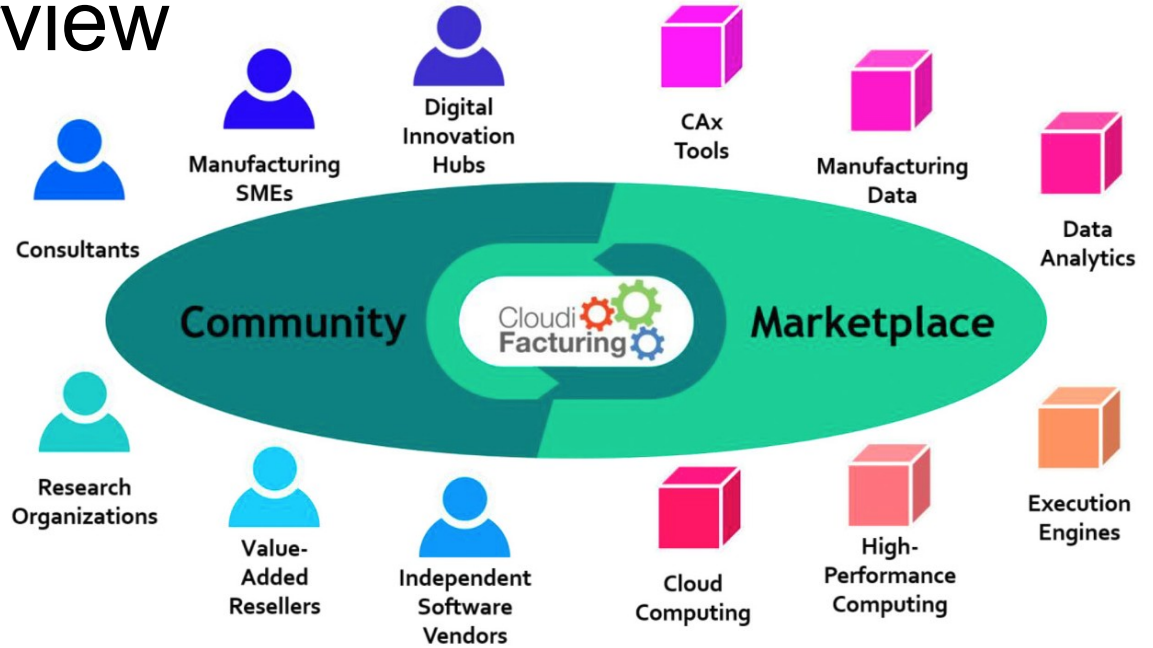 view
Digital
Innovation
Hubs
CAx
Tools
Manufacturing
SMEs
Manufacturing
Data
Consultants
Data
Analytics
Community
Cloudi
Facturing
Marketplace
Research
Organizations
Value-
Added
Resellers
Independent
Software
Vendors
Cloud
Computing
High-
Performance
Computing
Execution
Engines